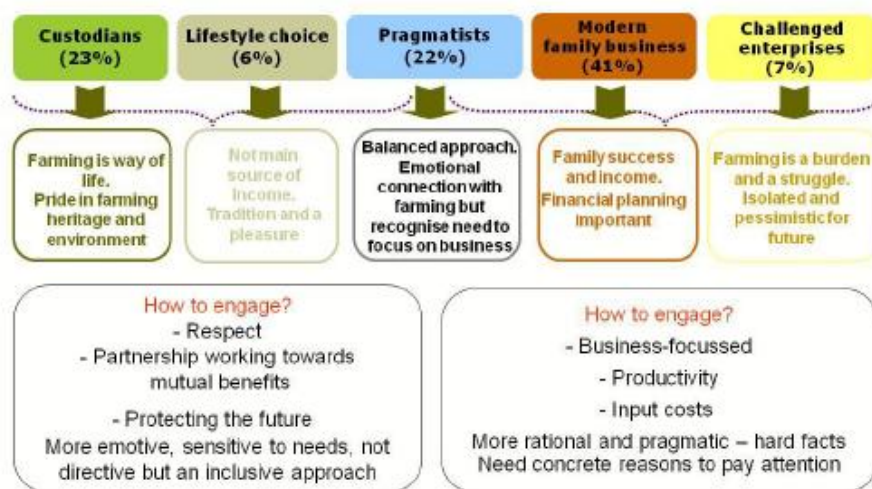 Custodians
(23%)
Lifestyle choice
(6%)
Pragmatists
(22%)
Modern
family business
(41%)
Challenged
enterprises
(7%)
Farming is way of
life.
Pride in farming
heritage and
environment
Not main
source of
Income.
Tradition and a
pleasure
Balanced approach.
Emotional
connection with
farming but
recognise need to
focus on business
Family success
and income.
Financial planning
important
Farming is a burden
and a struggle.
Isolated and
pessimistic for
future
How to engage?
- Respect
- Partnership working towards
mutual benefits
- Protecting the future
More emotive, sensitive to needs, not
directive but an inclusive approach
How to engage?
- Business-focussed
- Productivity
- Input costs
More rational and pragmatic – hard facts
Need concrete reasons to pay attention